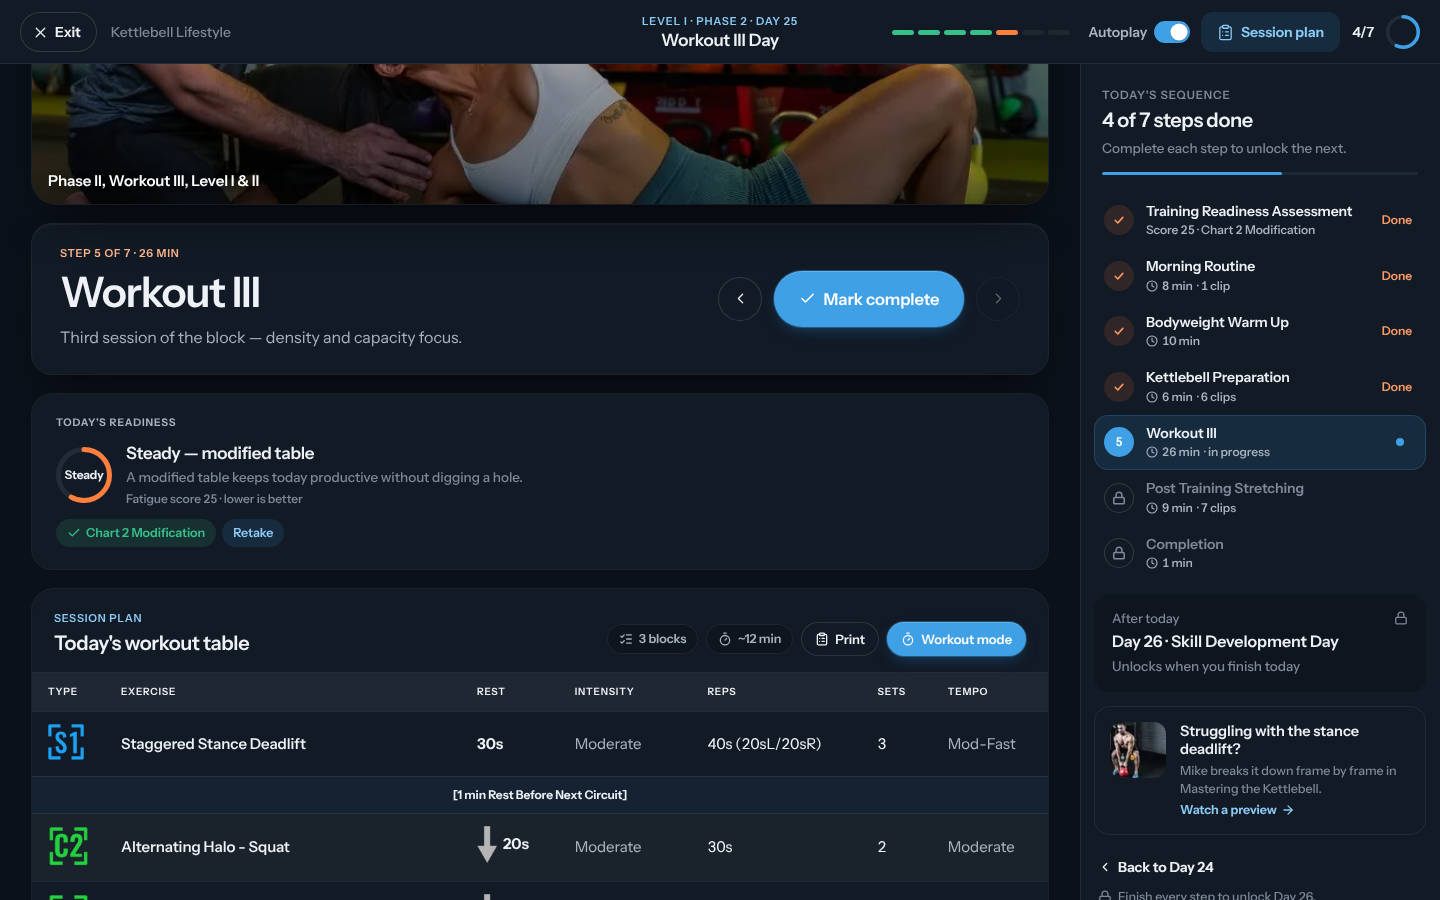 Exit
Kettlebell Lifestyle
LEVEL I · PHASE 2 · DAY 25
Workout III Day
Autoplay
Session plan
4/7
Phase II, Workout III, Level I & II
STEP 5 OF 7 · 26 MIN
Workout III
Third session of the block — density and capacity focus.
Mark complete
TODAY'S READINESS
Steady
Steady — modified table
A modified table keeps today productive without digging a hole.
Fatigue score 25 · lower is better
Chart 2 Modification
Retake
SESSION PLAN
Today's workout table
3 blocks
~12 min
Print
Workout mode
TYPE EXERCISE REST INTENSITY REPS SETS TEMPO
S1 Staggered Stance Deadlift 30s Moderate 40s (20sL/20sR) 3 Mod-Fast
[1 min Rest Before Next Circuit]
C2 Alternating Halo - Squat 20s Moderate 30s 2 Moderate
TODAY'S SEQUENCE
4 of 7 steps done
Complete each step to unlock the next.
Training Readiness Assessment
Score 25 · Chart 2 Modification
Done
Morning Routine
8 min · 1 clip
Done
Bodyweight Warm Up
10 min
Done
Kettlebell Preparation
6 min · 6 clips
Done
5
Workout III
26 min · in progress
Post Training Stretching
9 min · 7 clips
Completion
1 min
After today
Day 26 · Skill Development Day
Unlocks when you finish today
Struggling with the stance
deadlift?
Mike breaks it down frame by frame in
Mastering the Kettlebell.
Watch a preview →
Back to Day 24
Finish every step to unlock Day 26.